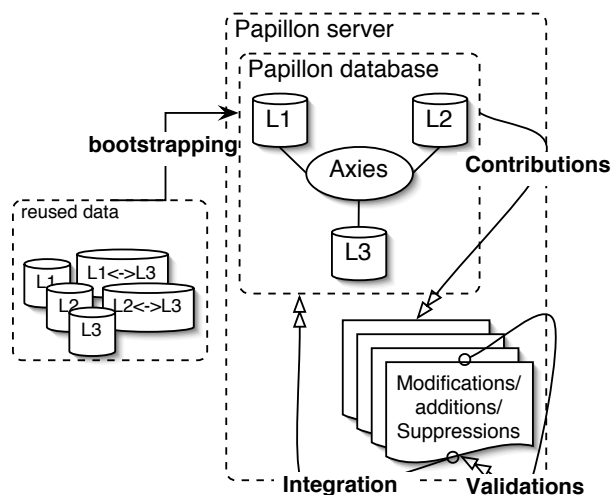 Papillon server
Papillon database
L1
L2
bootstrapping
Axies
Contributions
reused data
L3
L1
L1<->L3
L2
L2<->L3
L3
Modifications/
additions/
Suppressions
Integration
Validations